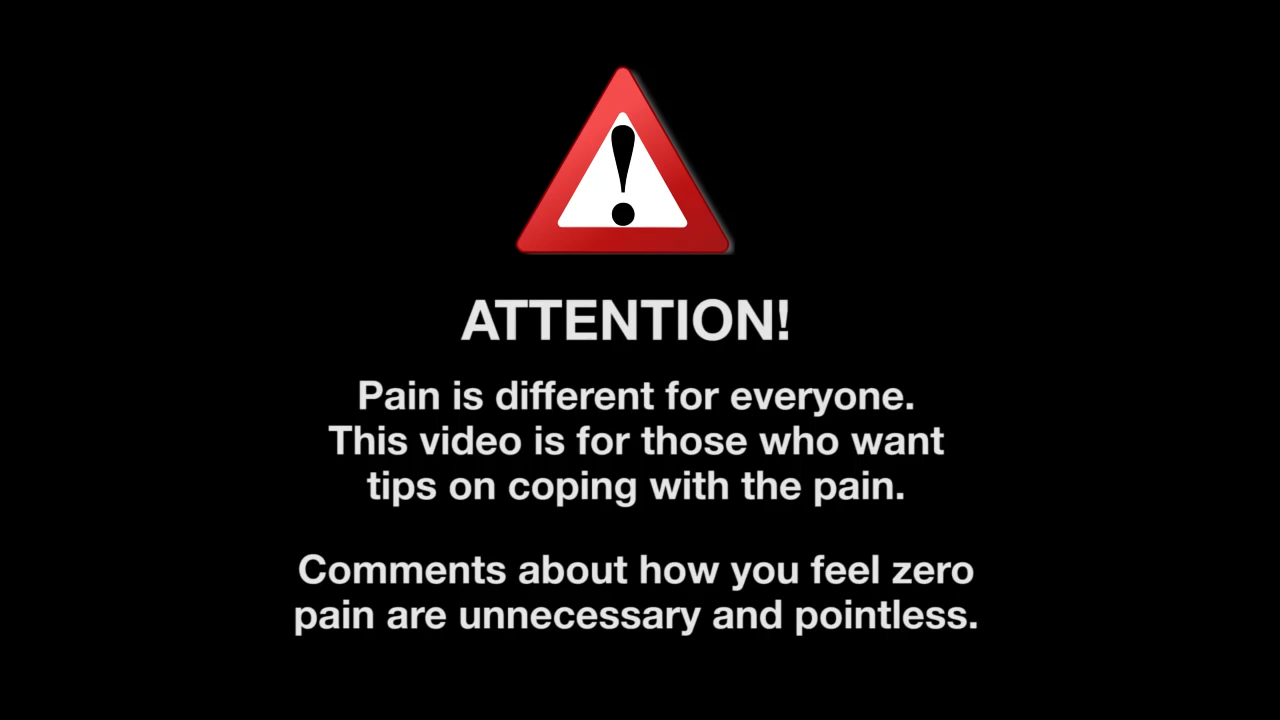 ATTENTION!
Pain is different for everyone.
This video is for those who want
tips on coping with the pain.
Comments about how you feel zero
pain are unnecessary and pointless.